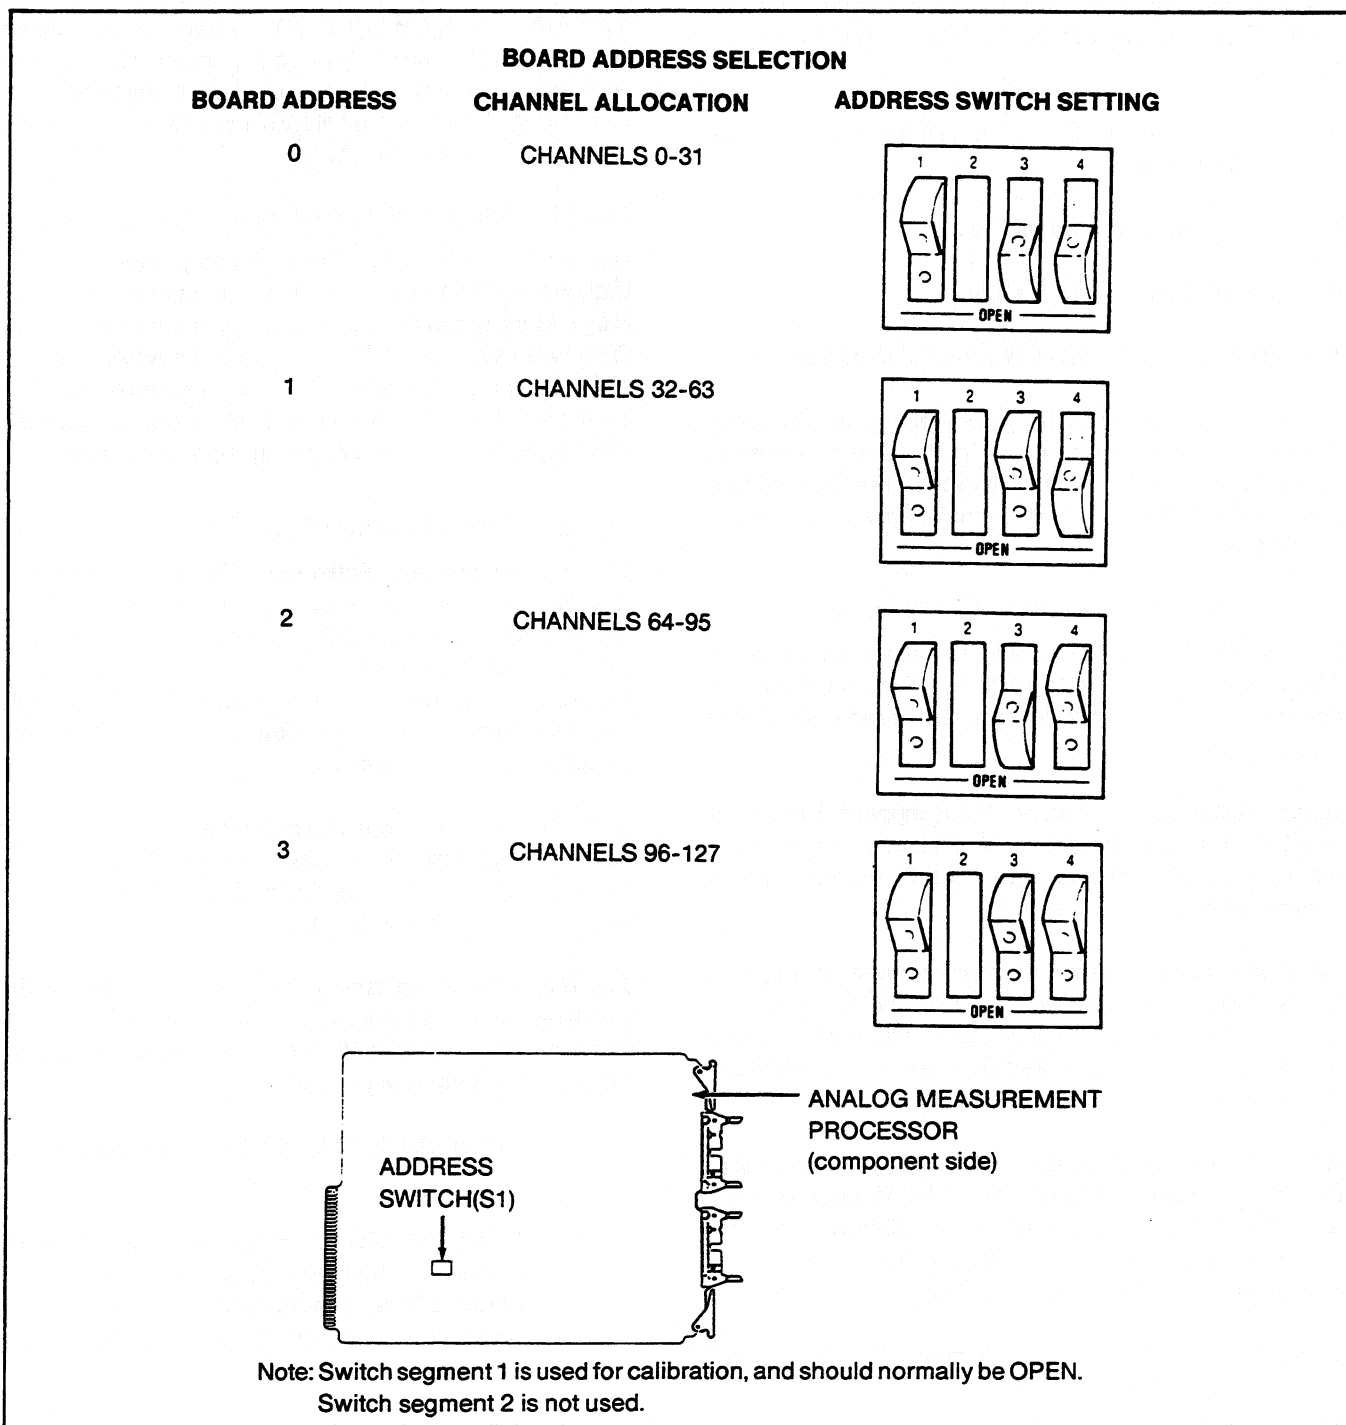 BOARD ADDRESS SELECTION
BOARD ADDRESS CHANNEL ALLOCATION ADDRESS SWITCH SETTING
0 CHANNELS 0-31
1 2 3 4
OPEN
1 CHANNELS 32-63
1 2 3 4
OPEN
2 CHANNELS 64-95
1 2 3 4
OPEN
3 CHANNELS 96-127
1 2 3 4
OPEN
ANALOG MEASUREMENT
PROCESSOR
(component side)
ADDRESS
SWITCH(S1)
Note: Switch segment 1 is used for calibration, and should normally be OPEN.
Switch segment 2 is not used.